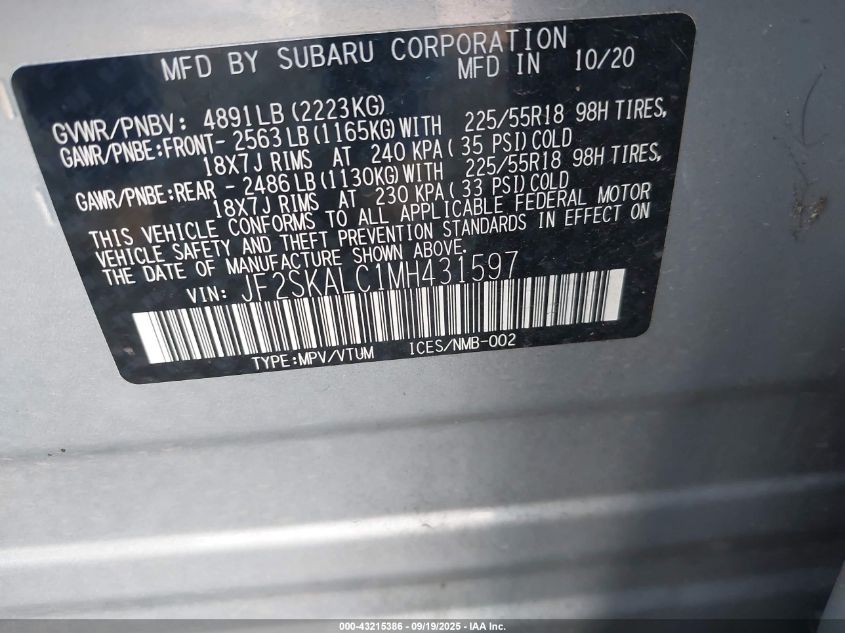 MFD BY SUBARU CORPORATION
MFD IN 10/20
GVWR/PNBV: 4891LB (2223KG)
GAWR/PNBE:FRONT- 2563LB (1165KG) WITH 225/55R18 98H TIRES,
18X7J RIMS AT 240 KPA ( 35 PSI) COLD
GAWR/PNBE:REAR - 2486LB (1130KG) WITH 225/55R18 98H TIRES,
18X7J RIMS AT 230 KPA ( 33 PSI) COLD
THIS VEHICLE CONFORMS TO ALL APPLICABLE FEDERAL MOTOR
VEHICLE SAFETY AND THEFT PREVENTION STANDARDS IN EFFECT ON
THE DATE OF MANUFACTURE SHOWN ABOVE.
VIN: JF2SKALC1MH431597
TYPE:MPV/VTUM ICES/NMB-002
000-43215386 - 09/19/2025 - IAA Inc.